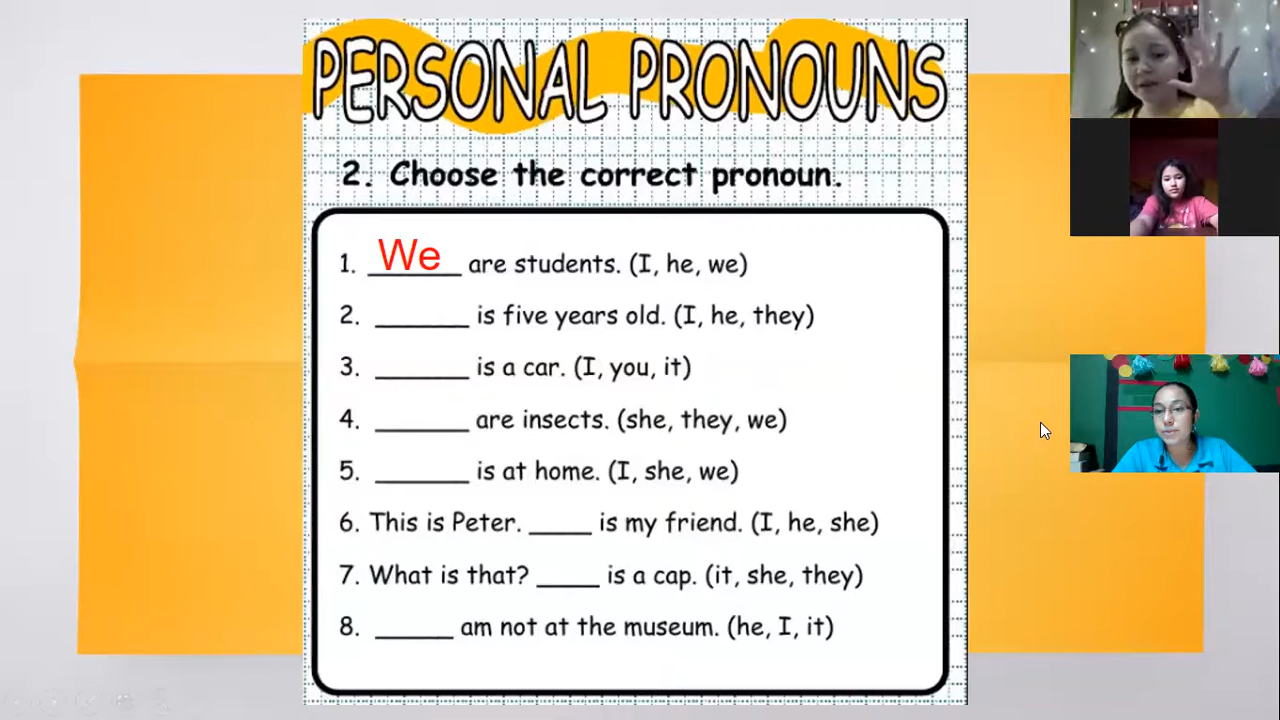 PERSONAL PRONOUNS
2. Choose the correct pronoun.
1. We are students. (I, he, we)
2. _______ is five years old. (I, he, they)
3. _______ is a car. (I, you, it)
4. _______ are insects. (she, they, we)
5. _______ is at home. (I, she, we)
6. This is Peter. _____ is my friend. (I, he, she)
7. What is that? _____ is a cap. (it, she, they)
8. ______ am not at the museum. (he, I, it)